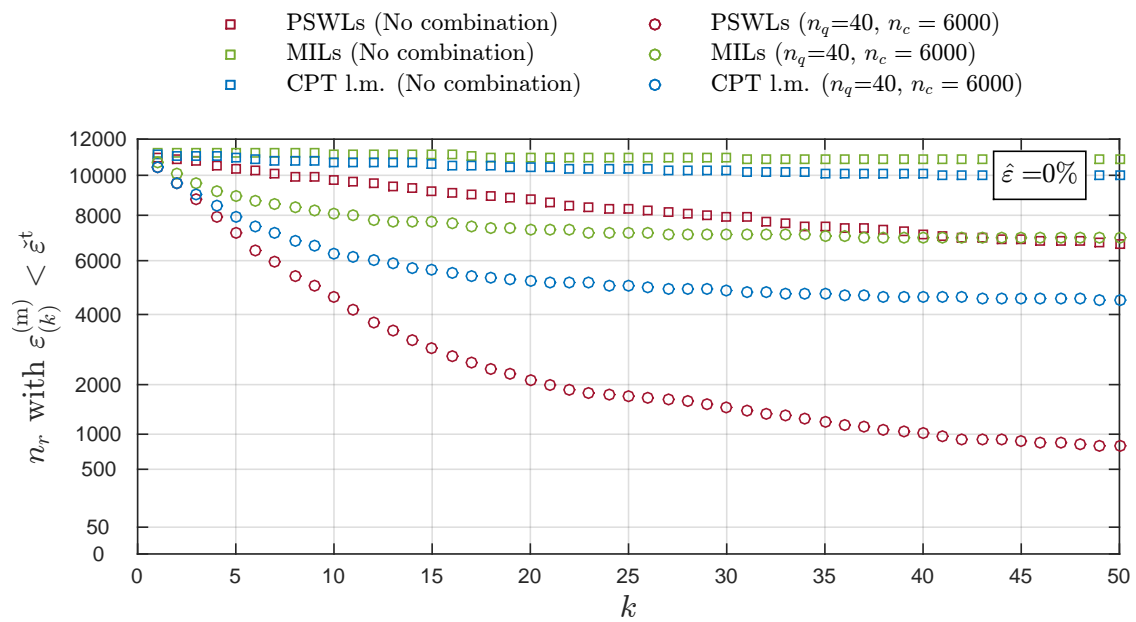 PSWLs (No combination) PSWLs (n_q=40, n_c = 6000)
MILs (No combination) MILs (n_q=40, n_c = 6000)
CPT l.m. (No combination) CPT l.m. (n_q=40, n_c = 6000)
n_r with ε_(k)^(m) < ε̌^t
12000
10000
8000
6000
4000
2000
1000
500
50
0
ε̂ =0%
0 5 10 15 20 25 30 35 40 45 50
k